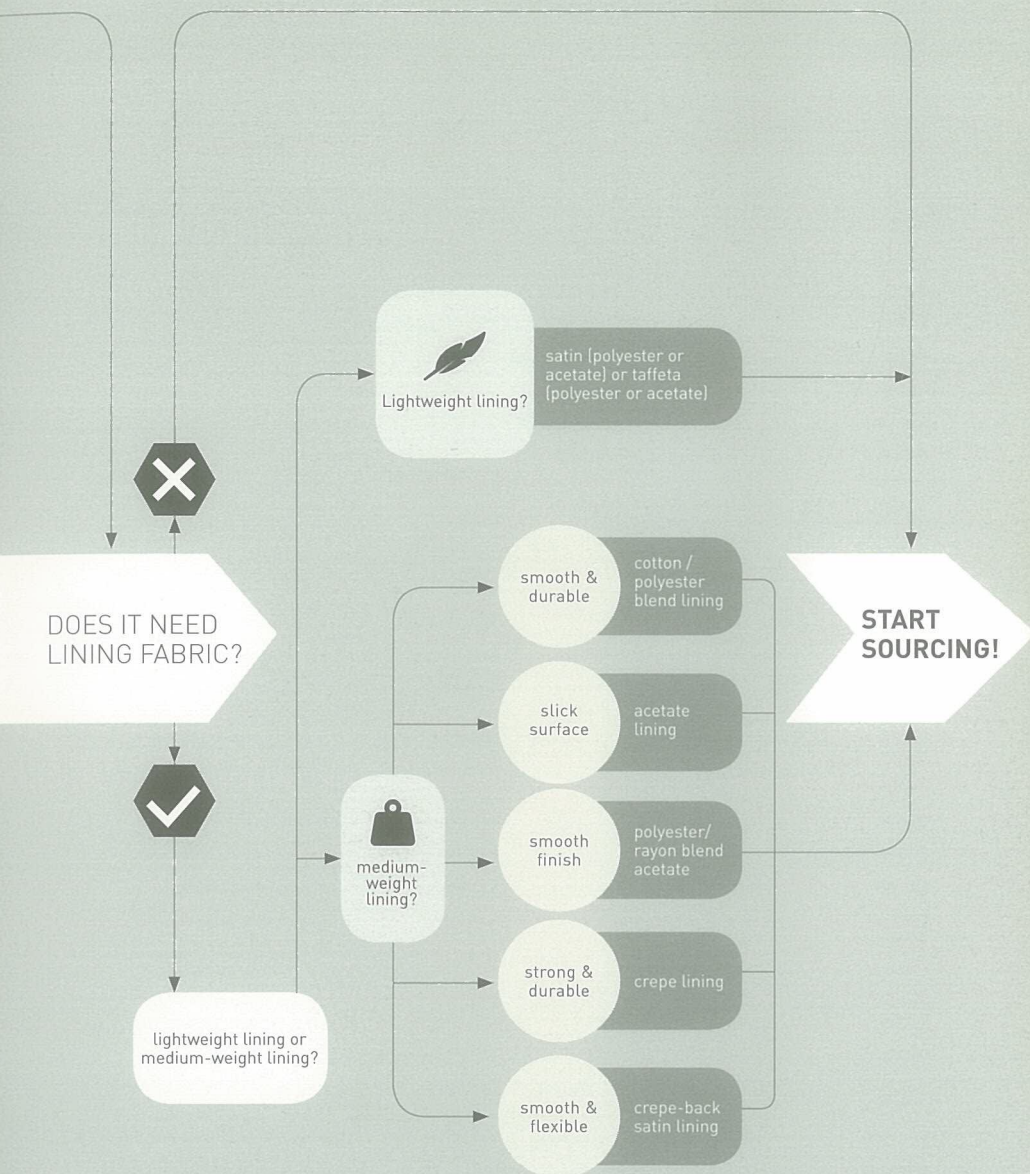 Lightweight lining?
satin (polyester or
acetate) or taffeta
(polyester or acetate)
DOES IT NEED
LINING FABRIC?
smooth &
durable
cotton /
polyester
blend lining
START
SOURCING!
slick
surface
acetate
lining
medium-
weight
lining?
smooth
finish
polyester/
rayon blend
acetate
strong &
durable
crepe lining
lightweight lining or
medium-weight lining?
smooth &
flexible
crepe-back
satin lining